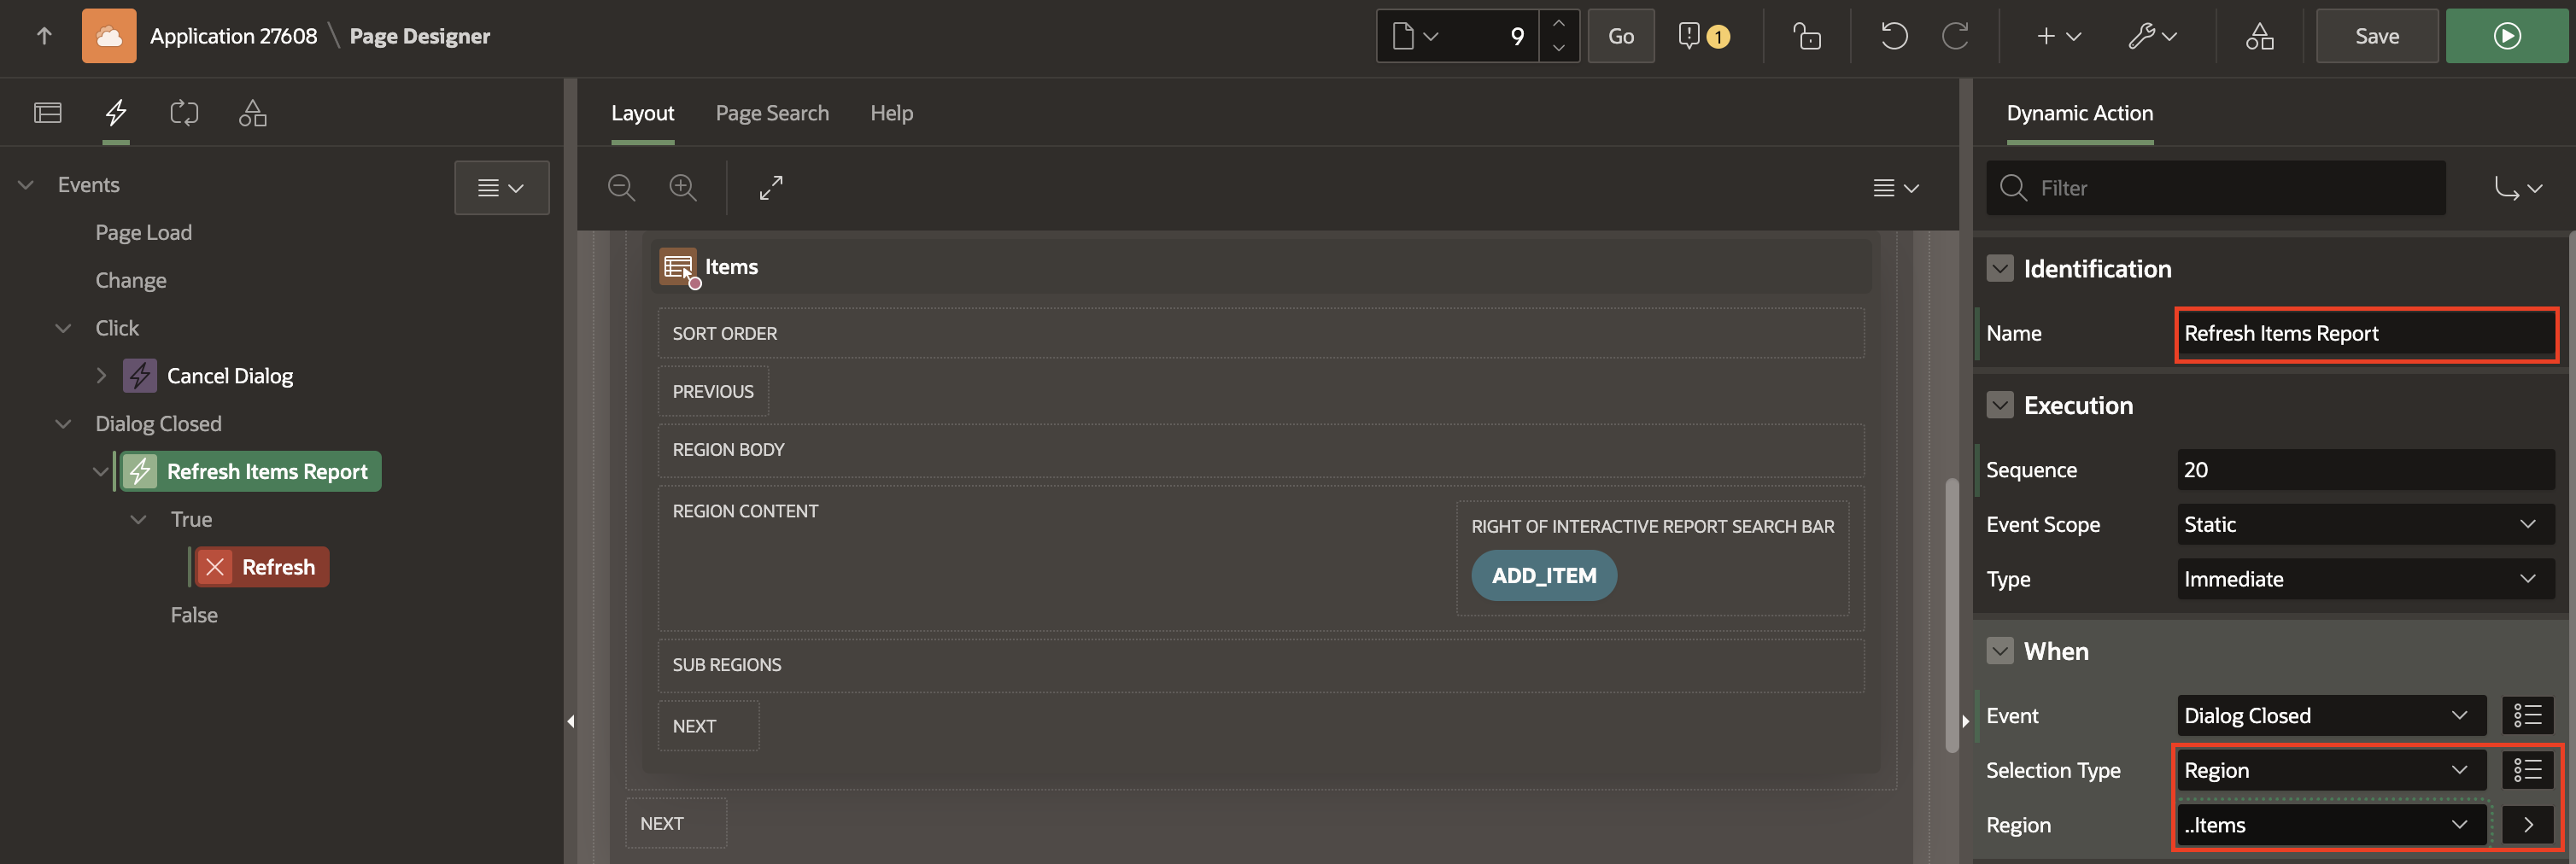 Application 27608 \ Page Designer
9
Go
1
Save
Layout
Page Search
Help
Dynamic Action
Events
Filter
Page Load
Change
Click
Cancel Dialog
Dialog Closed
Refresh Items Report
True
Refresh
False
Items
SORT ORDER
PREVIOUS
REGION BODY
REGION CONTENT
RIGHT OF INTERACTIVE REPORT SEARCH BAR
ADD_ITEM
SUB REGIONS
NEXT
NEXT
Identification
Name
Refresh Items Report
Execution
Sequence
20
Event Scope
Static
Type
Immediate
When
Event
Dialog Closed
Selection Type
Region
Region
..Items